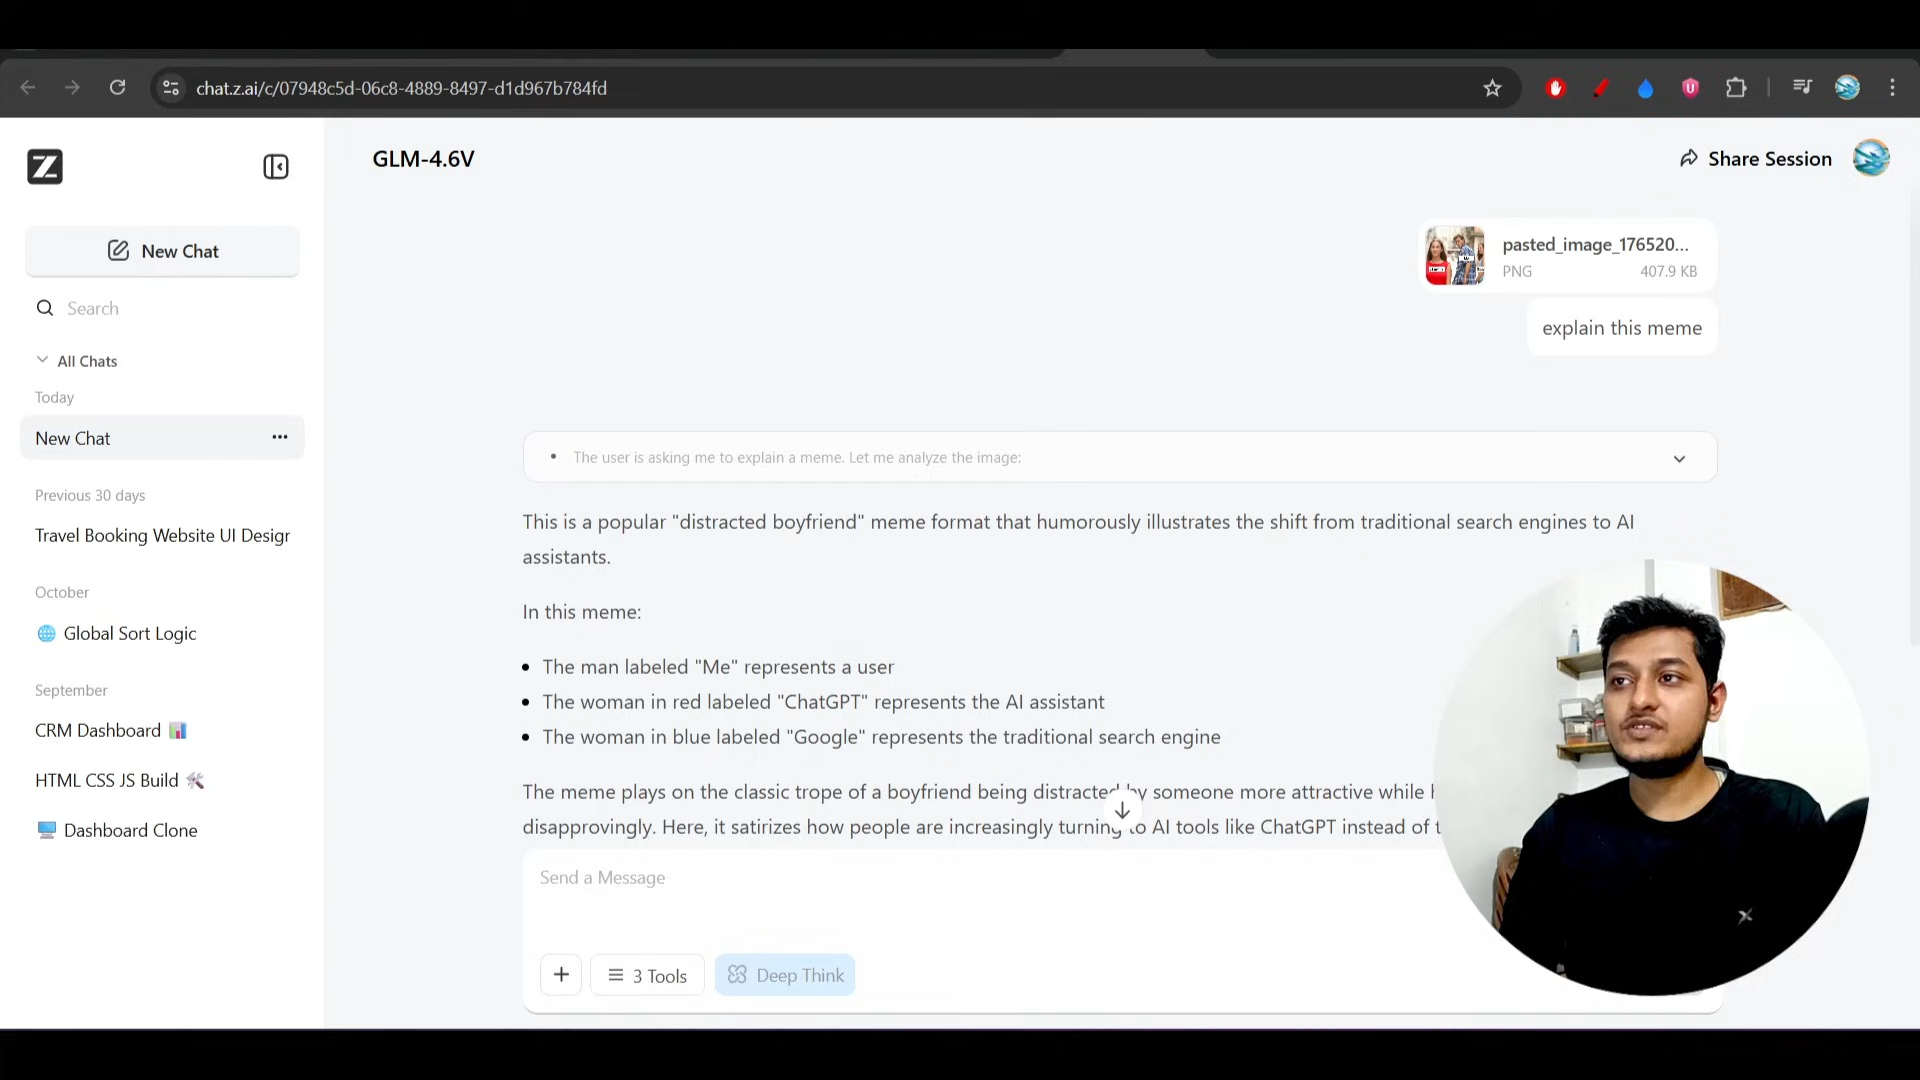 chat.z.ai/c/07948c5d-06c8-4889-8497-d1d967b784fd
Z
GLM-4.6V
Share Session
New Chat
Search
All Chats
Today
New Chat
Previous 30 days
Travel Booking Website UI Desigr
October
🌐 Global Sort Logic
September
CRM Dashboard 📊
HTML CSS JS Build 🛠️
🖥️ Dashboard Clone
pasted_image_176520...
PNG 407.9 KB
explain this meme
The user is asking me to explain a meme. Let me analyze the image:
This is a popular "distracted boyfriend" meme format that humorously illustrates the shift from traditional search engines to AI
assistants.
In this meme:
• The man labeled "Me" represents a user
• The woman in red labeled "ChatGPT" represents the AI assistant
• The woman in blue labeled "Google" represents the traditional search engine
The meme plays on the classic trope of a boyfriend being distracted by someone more attractive while
disapprovingly. Here, it satirizes how people are increasingly turning to AI tools like ChatGPT instead of
Send a Message
3 Tools
Deep Think